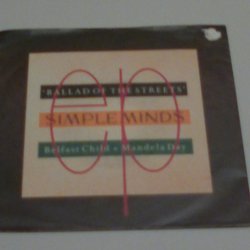 'BALLAD OF THE STREETS'
ep
SIMPLE MINDS
Belfast Child + Mandela Day